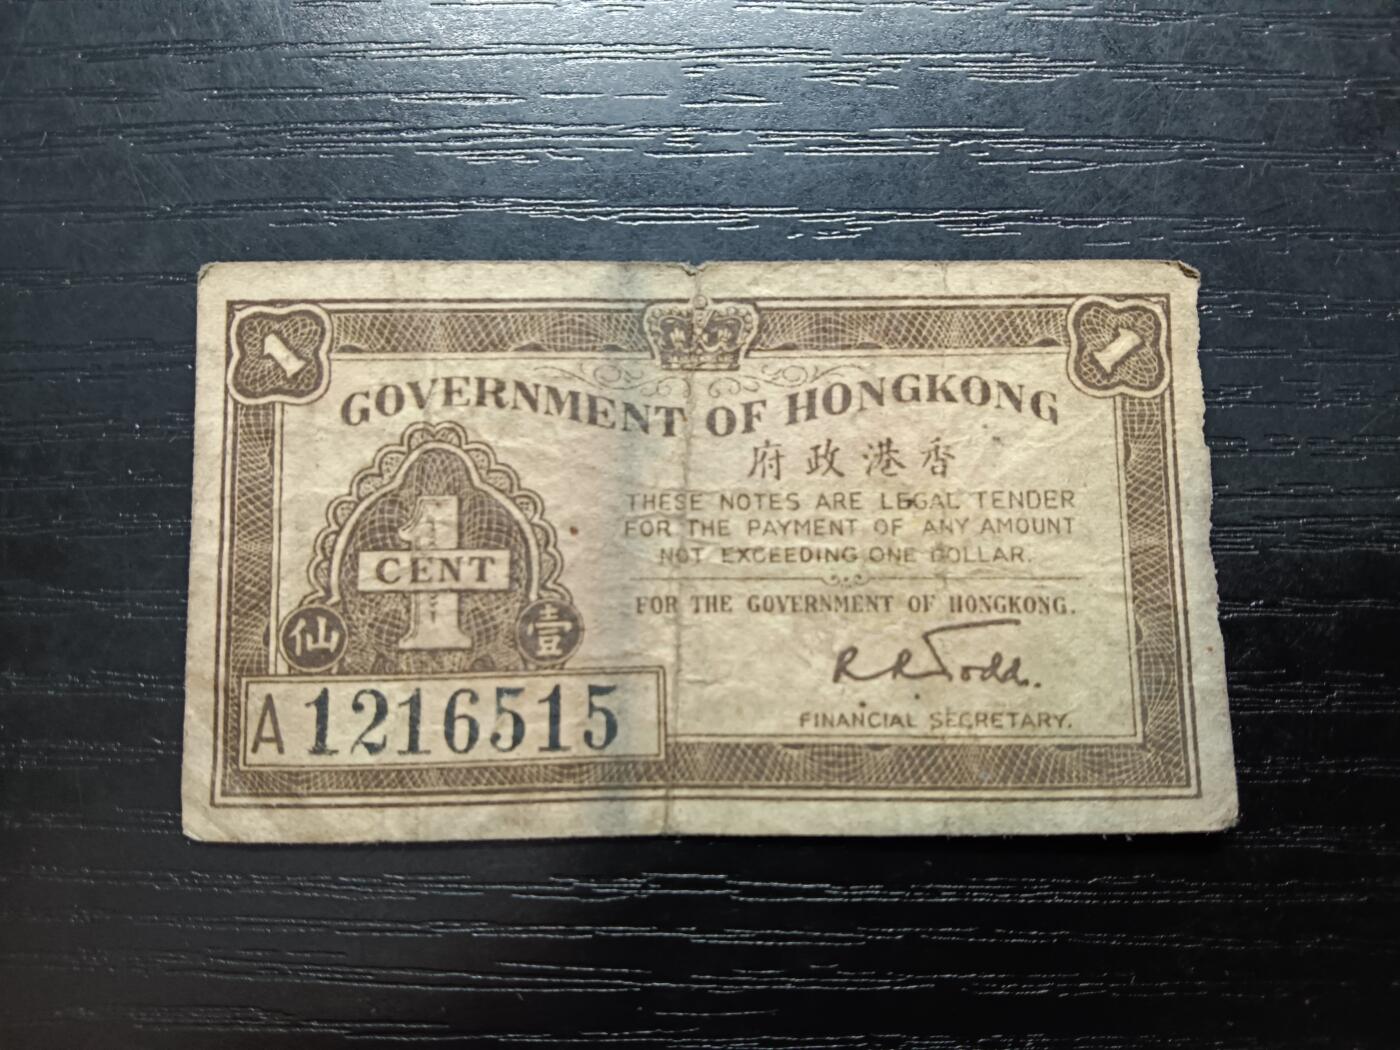 1 1
GOVERNMENT OF HONGKONG
府政港香
THESE NOTES ARE LEGAL TENDER
FOR THE PAYMENT OF ANY AMOUNT
NOT EXCEEDING ONE DOLLAR.
FOR THE GOVERNMENT OF HONGKONG.
R R Todd.
FINANCIAL SECRETARY.
1
CENT
仙 壹
A 1216515